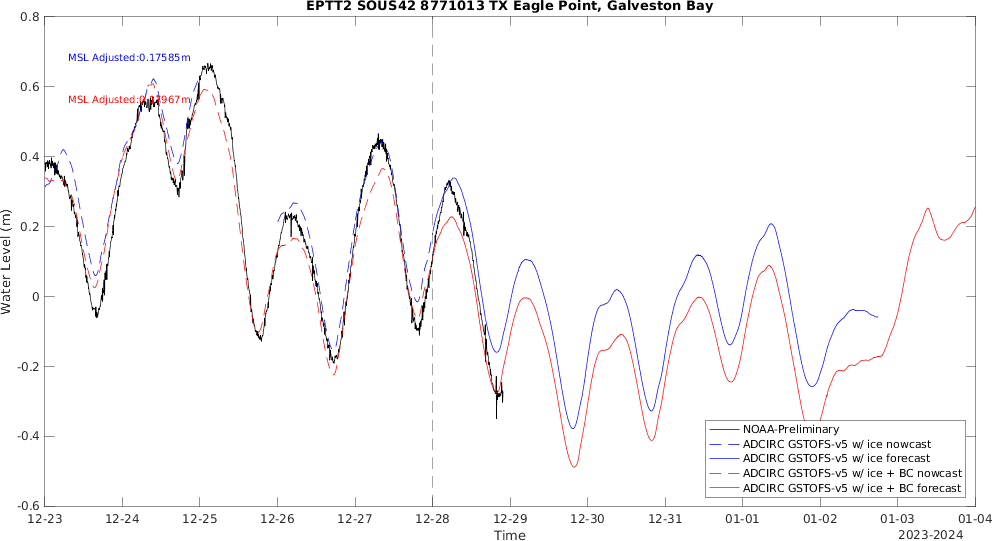 EPTT2 SOUS42 8771013 TX Eagle Point, Galveston Bay
0.8
MSL Adjusted:0.17585m
0.6
MSL Adjusted:0.17967m
0.4
0.2
0
-0.2
-0.4
-0.6
Water Level (m)
NOAA-Preliminary
ADCIRC GSTOFS-v5 w/ ice nowcast
ADCIRC GSTOFS-v5 w/ ice forecast
ADCIRC GSTOFS-v5 w/ ice + BC nowcast
ADCIRC GSTOFS-v5 w/ ice + BC forecast
12-23 12-24 12-25 12-26 12-27 12-28 12-29 12-30 12-31 01-01 01-02 01-03 01-04
Time
2023-2024